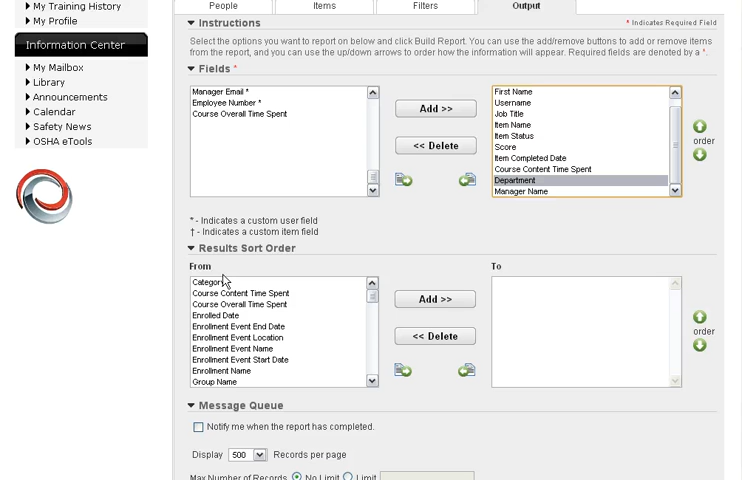 My Training History
My Profile
Information Center
My Mailbox
Library
Announcements
Calendar
Safety News
OSHA eTools
People
Items
Filters
Output
Instructions
* Indicates Required Field
Select the options you want to report on below and click Build Report. You can use the add/remove buttons to add or remove items
from the report, and you can use the up/down arrows to order how the information will appear. Required fields are denoted by a *.
Fields *
Manager Email *
Employee Number *
Course Overall Time Spent
Add >>
<< Delete
First Name
Username
Job Title
Item Name
Item Status
Score
Item Completed Date
Course Content Time Spent
Department
Manager Name
order
* - Indicates a custom user field
† - Indicates a custom item field
Results Sort Order
From
To
Category
Course Content Time Spent
Course Overall Time Spent
Enrolled Date
Enrollment Event End Date
Enrollment Event Location
Enrollment Event Name
Enrollment Event Start Date
Enrollment Name
Group Name
Add >>
<< Delete
order
Message Queue
Notify me when the report has completed.
Display 500 Records per page
Max Number of Records No Limit Limit